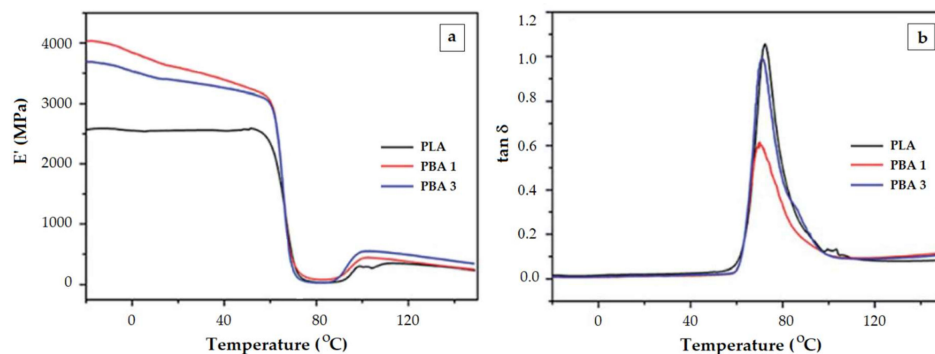 a
E' (MPa)
4000
3000
2000
1000
0
PLA
PBA 1
PBA 3
0
40
80
120
Temperature (OC)
b
tan δ
1.2
1.0
0.8
0.6
0.4
0.2
0.0
PLA
PBA 1
PBA 3
0
40
80
120
Temperature (OC)